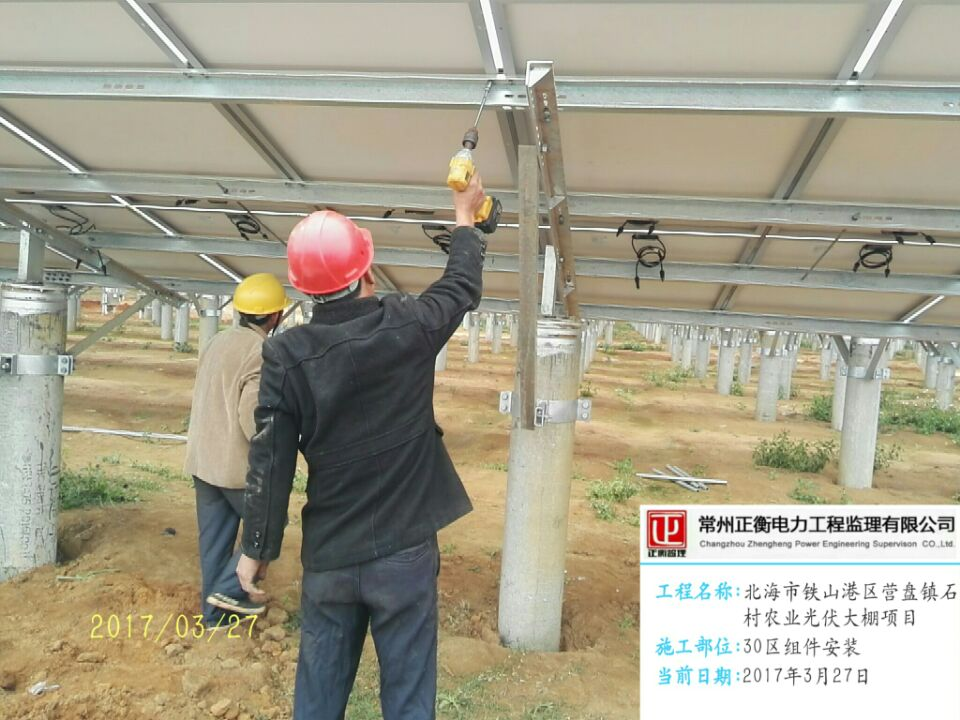 2017/03/27
正衡监理
常州正衡电力工程监理有限公司
Changzhou Zhengheng Power Engineering Supervison CO.,Ltd.
工程名称:北海市铁山港区营盘镇石
村农业光伏大棚项目
施工部位:30区组件安装
当前日期:2017年3月27日